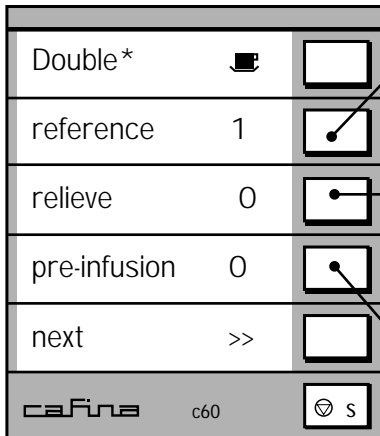 Double*
reference 1
relieve 0
pre-infusion 0
next >>
cafina c60 s